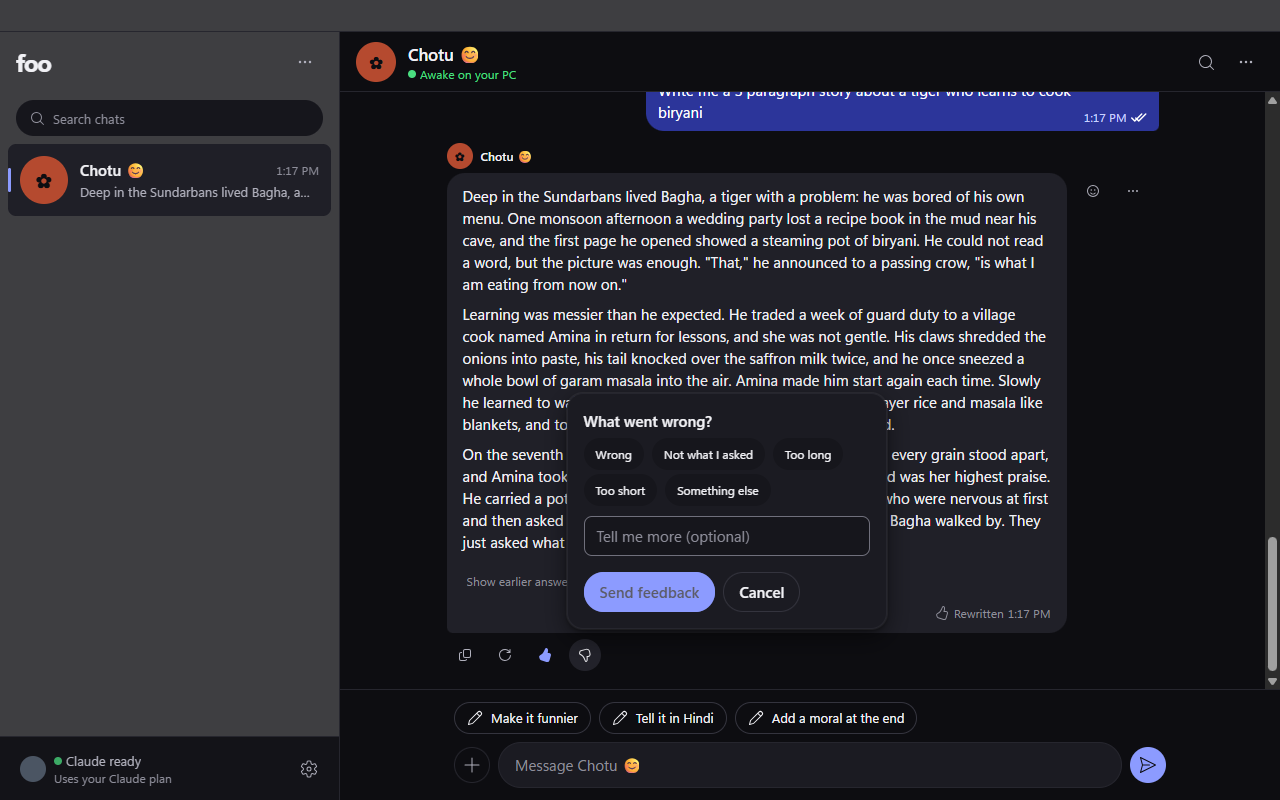 foo
Search chats
Chotu 😊
1:17 PM
Deep in the Sundarbans lived Bagha, a...
Claude ready
Uses your Claude plan
Chotu 😊
Awake on your PC
Write me a 3 paragraph story about a tiger who learns to cook
biryani
1:17 PM
Chotu 😊
Deep in the Sundarbans lived Bagha, a tiger with a problem: he was bored of his own
menu. One monsoon afternoon a wedding party lost a recipe book in the mud near his
cave, and the first page he opened showed a steaming pot of biryani. He could not read
a word, but the picture was enough. "That," he announced to a passing crow, "is what I
am eating from now on."
Learning was messier than he expected. He traded a week of guard duty to a village
cook named Amina in return for lessons, and she was not gentle. His claws shredded the
onions into paste, his tail knocked over the saffron milk twice, and he once sneezed a
whole bowl of garam masala into the air. Amina made him start again each time. Slowly
he learned to rice and masala like
blankets, and
On the seventh every grain stood apart,
and Amina took was her highest praise.
He carried a who were nervous at first
and then asked Bagha walked by. They
just asked what
Show earlier
Rewritten 1:17 PM
What went wrong?
Wrong
Not what I asked
Too long
Too short
Something else
Tell me more (optional)
Send feedback
Cancel
Make it funnier
Tell it in Hindi
Add a moral at the end
Message Chotu 😊